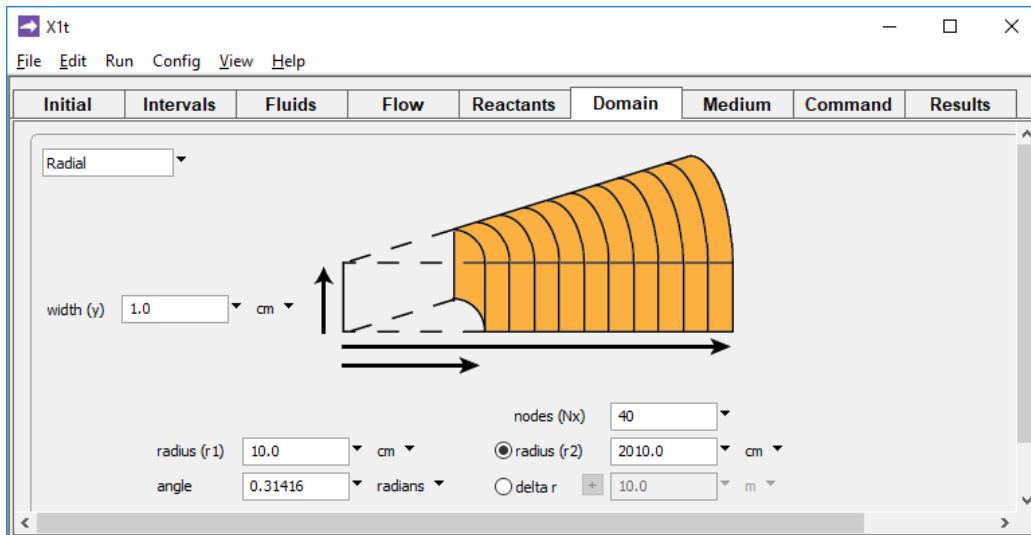 X1t
File Edit Run Config View Help
Initial Intervals Fluids Flow Reactants Domain Medium Command Results
Radial
width (y) 1.0 cm
nodes (Nx) 40
radius (r1) 10.0 cm radius (r2) 2010.0 cm
angle 0.31416 radians delta r + 10.0 m